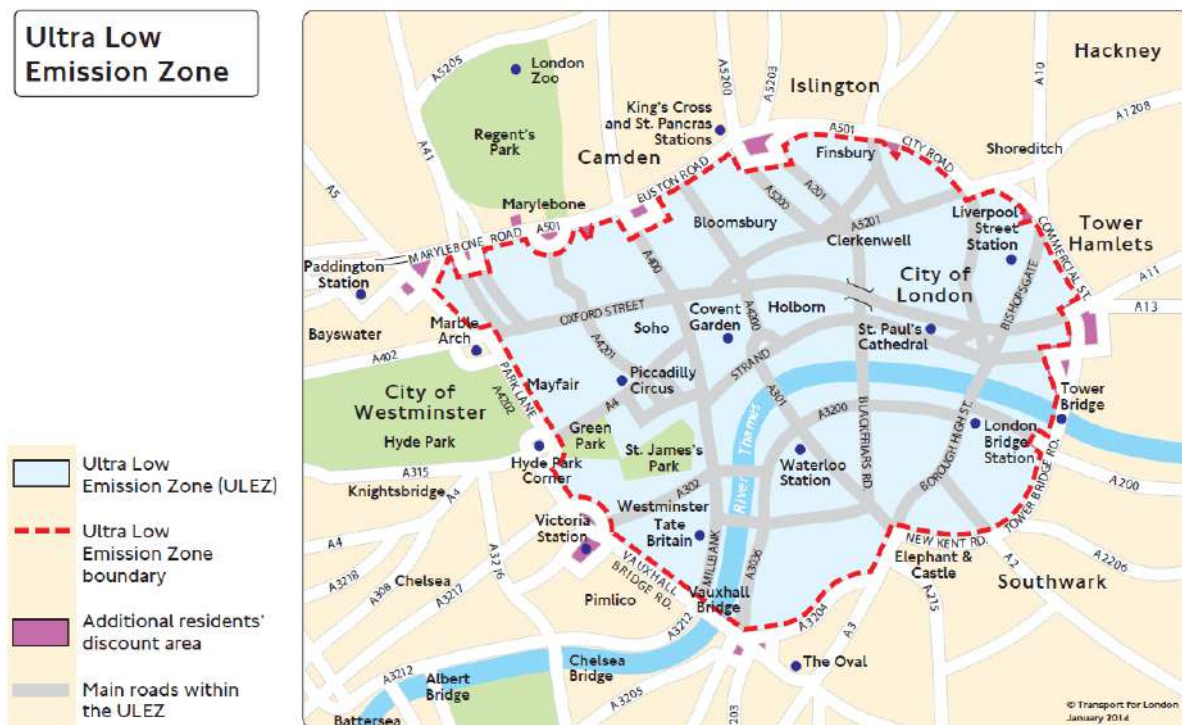 Ultra Low
Emission Zone
Ultra Low
Emission Zone (ULEZ)
Ultra Low
Emission Zone
boundary
Additional residents'
discount area
Main roads within
the ULEZ
Hackney
A10
A5203
A5200
A5205
London
Zoo
Islington
King's Cross
and St. Pancras
Stations
A501
A1208
Regent's
Park
A41
Camden
Finsbury
CITY ROAD
Shoreditch
EUSTON ROAD
A5
A5200
A201
Marylebone
Bloomsbury
A5201
Liverpool
Street
Station
Tower
Hamlets
A501
MARYLEBONE ROAD
Clerkenwell
COMMERCIAL ST.
Paddington
Station
A400
City of
London
A11
BISHOPSGATE
A13
Bayswater
Marble
Arch
OXFORD STREET
Soho
Covent
Garden
A4200
Holborn
St. Paul's
Cathedral
A402
A4201
STRAND
PARK LANE
A4202
Mayfair
Piccadilly
Circus
City of
Westminster
A4
A301
A3200
Tower
Bridge
Hyde Park
Green
Park
St. James's
Park
River Thames
BLACKFRIARS RD.
BOROUGH HIGH ST.
London
Bridge
Station
Hyde Park
Corner
Waterloo
Station
A315
Knightsbridge
A4
A302
A200
TOWER BRIDGE RD.
Westminster
Victoria
Station
Tate
Britain
MILLBANK
A3036
NEW KENT RD.
A4
A3218
A308
A3217
A3216
Chelsea
VAUXHALL
BRIDGE RD.
Elephant &
Castle
A2
A2206
Southwark
Pimlico
Vauxhall
Bridge
A3212
A3204
A3
A215
A3212
Albert
Bridge
Chelsea
Bridge
The Oval
A3205
Battersea
© Transport for London
January 2014